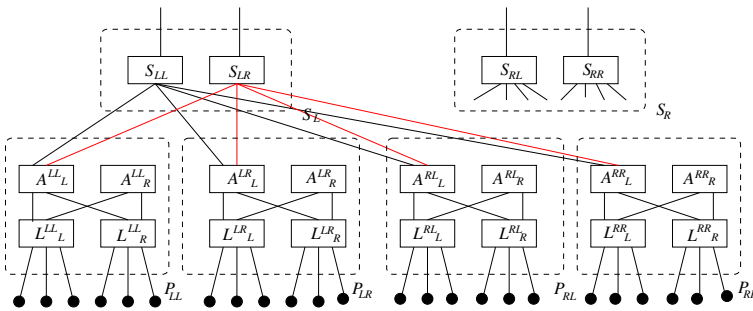 S_LL S_LR S_RL S_RR
S_L S_R
A^LL_L A^LL_R A^LR_L A^LR_R A^RL_L A^RL_R A^RR_L A^RR_R
L^LL_L L^LL_R L^LR_L L^LR_R L^RL_L L^RL_R L^RR_L L^RR_R
P_LL P_LR P_RL